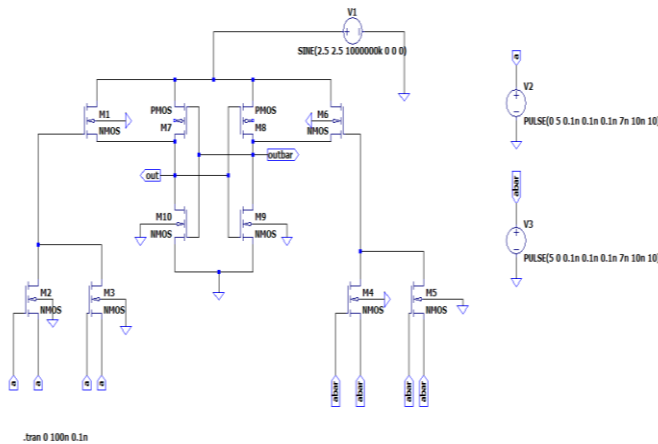 V1
SINE(2.5 2.5 1000000k 0 0 0)
a
V2
PULSE(0 5 0.1n 0.1n 0.1n 7n 10n 10)
M1
NMOS
PMOS
M7
PMOS
M8
M6
NMOS
out
outbar
abar
V3
PULSE(5 0 0.1n 0.1n 0.1n 7n 10n 10)
M10
NMOS
M9
NMOS
M2
NMOS
M3
NMOS
M4
NMOS
M5
NMOS
a a a a
abar abar abar abar
.tran 0 100n 0.1n